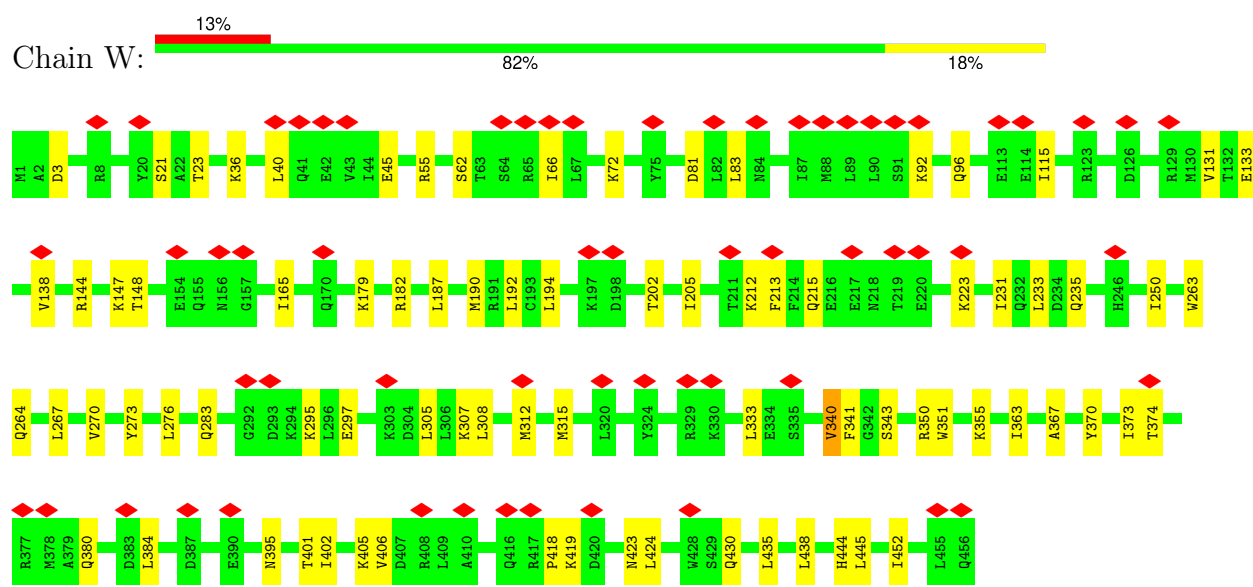 13%
Chain W:
82% 18%
M1 A2 D3 R8 Y20 S21 A22 T23 K36 L40 Q41 E42 V43 I44 E45 R55 S62 T63 S64 R65 I66 L67 K72 Y75 D81 L82 L83 N84 I87 M88 L89 L90 S91 K92 Q96 E113 E114 I115 R123 D126 R129 M130 V131 T132 E133
V138 R144 K147 T148 E154 Q155 N156 G157 I165 Q170 K179 R182 L187 M190 R191 L192 C193 L194 K197 D198 T202 I205 T211 K212 F213 F214 Q215 E216 E217 N218 T219 E220 K223 I231 Q232 L233 D234 Q235 H246 I250 W263
Q264 L267 V270 Y273 L276 Q283 G292 D293 K294 K295 L296 E297 K303 D304 L305 L306 K307 L308 M312 M315 L320 Y324 R329 K330 L333 E334 S335 V340 F341 G342 S343 R350 W351 K355 I363 A367 Y370 I373 T374
R377 M378 A379 Q380 D383 L384 D387 E390 N395 T401 I402 K405 V406 D407 R408 L409 A410 Q416 R417 P418 K419 D420 N423 L424 W428 S429 Q430 L435 L438 H444 L445 I452 L455 Q456